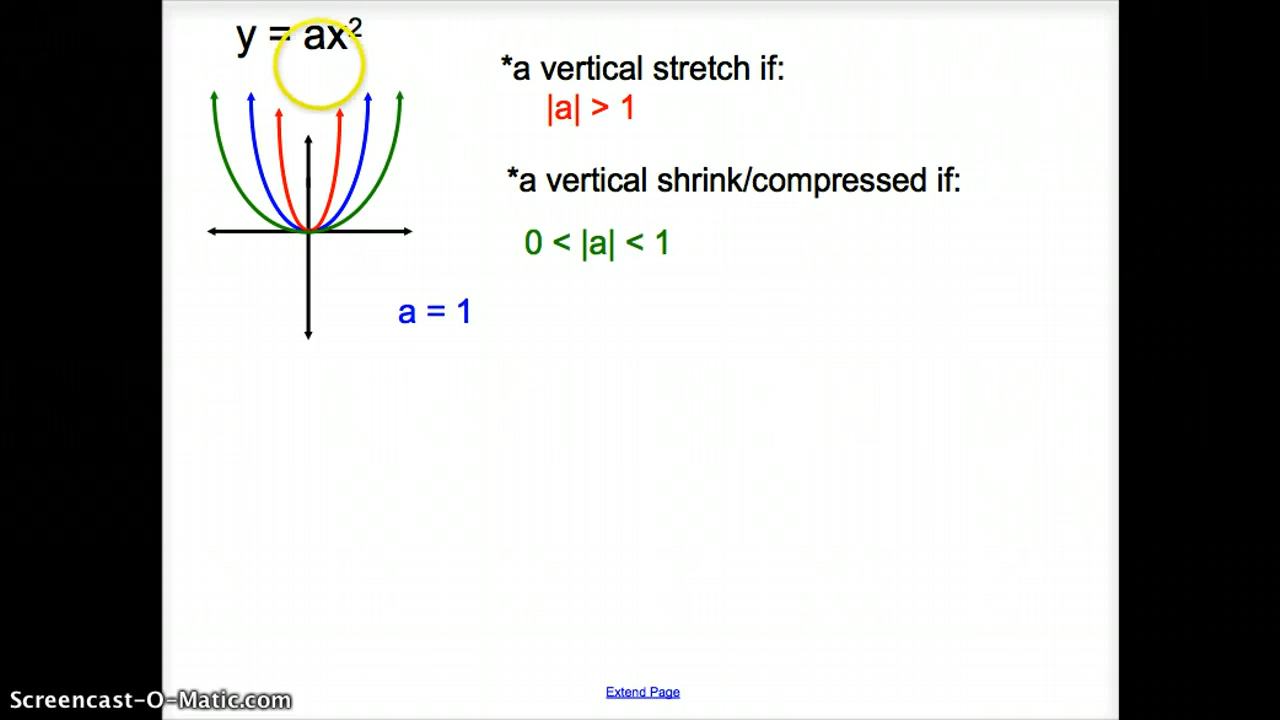 y = ax²
*a vertical stretch if:
|a| > 1
*a vertical shrink/compressed if:
0 < |a| < 1
a = 1
Extend Page
Screencast-O-Matic.com